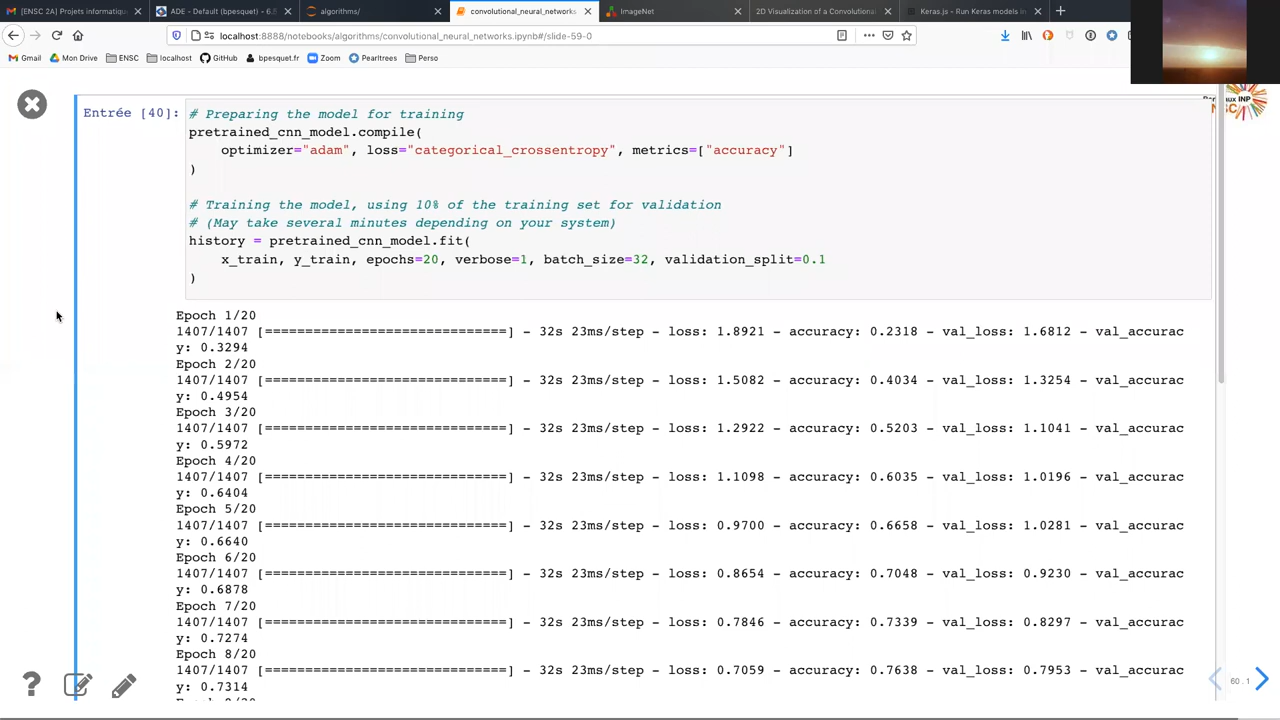 [ENSC 2A] Projets informatiqu
ADE - Default (bpesquet) - 6.
algorithms/
convolutional_neural_networks
ImageNet
2D Visualization of a Convolutiona
Keras.js - Run Keras models in
localhost:8888/notebooks/algorithms/convolutional_neural_networks.ipynb#/slide-59-0
Gmail Mon Drive ENSC localhost GitHub bpesquet.fr Zoom Pearltrees Perso
Entrée [40]:
# Preparing the model for training
pretrained_cnn_model.compile(
optimizer="adam", loss="categorical_crossentropy", metrics=["accuracy"]
)
# Training the model, using 10% of the training set for validation
# (May take several minutes depending on your system)
history = pretrained_cnn_model.fit(
x_train, y_train, epochs=20, verbose=1, batch_size=32, validation_split=0.1
)
Epoch 1/20
1407/1407 [==============================] - 32s 23ms/step - loss: 1.8921 - accuracy: 0.2318 - val_loss: 1.6812 - val_accurac
y: 0.3294
Epoch 2/20
1407/1407 [==============================] - 32s 23ms/step - loss: 1.5082 - accuracy: 0.4034 - val_loss: 1.3254 - val_accurac
y: 0.4954
Epoch 3/20
1407/1407 [==============================] - 32s 23ms/step - loss: 1.2922 - accuracy: 0.5203 - val_loss: 1.1041 - val_accurac
y: 0.5972
Epoch 4/20
1407/1407 [==============================] - 32s 23ms/step - loss: 1.1098 - accuracy: 0.6035 - val_loss: 1.0196 - val_accurac
y: 0.6404
Epoch 5/20
1407/1407 [==============================] - 32s 23ms/step - loss: 0.9700 - accuracy: 0.6658 - val_loss: 1.0281 - val_accurac
y: 0.6640
Epoch 6/20
1407/1407 [==============================] - 32s 23ms/step - loss: 0.8654 - accuracy: 0.7048 - val_loss: 0.9230 - val_accurac
y: 0.6878
Epoch 7/20
1407/1407 [==============================] - 32s 23ms/step - loss: 0.7846 - accuracy: 0.7339 - val_loss: 0.8297 - val_accurac
y: 0.7274
Epoch 8/20
1407/1407 [==============================] - 32s 23ms/step - loss: 0.7059 - accuracy: 0.7638 - val_loss: 0.7953 - val_accurac
y: 0.7314
60.1